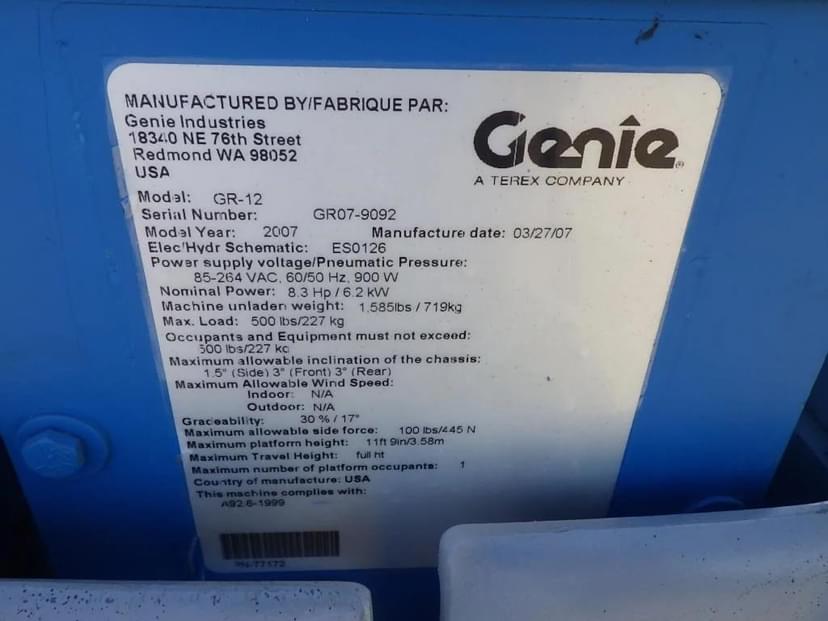 MANUFACTURED BY/FABRIQUE PAR:
Genie Industries
18340 NE 76th Street
Redmond WA 98052
USA
Genie®
A TEREX COMPANY
Model: GR-12
Serial Number: GR07-9092
Model Year: 2007 Manufacture date: 03/27/07
Elec/Hydr Schematic: ES0126
Power supply voltage/Pneumatic Pressure:
85-264 VAC, 60/50 Hz, 900 W
Nominal Power: 8.3 Hp / 6.2 kW
Machine unladen weight: 1,585lbs / 719kg
Max. Load: 500 lbs/227 kg
Occupants and Equipment must not exceed:
500 lbs/227 kg
Maximum allowable inclination of the chassis:
1.5° (Side) 3° (Front) 3° (Rear)
Maximum Allowable Wind Speed:
Indoor: N/A
Outdoor: N/A
Gradeability: 30 % / 17°
Maximum allowable side force: 100 lbs/445 N
Maximum platform height: 11ft 9in/3.58m
Maximum Travel Height: full ht
Maximum number of platform occupants: 1
Country of manufacture: USA
This machine complies with:
A92.6-1999
PN-77172